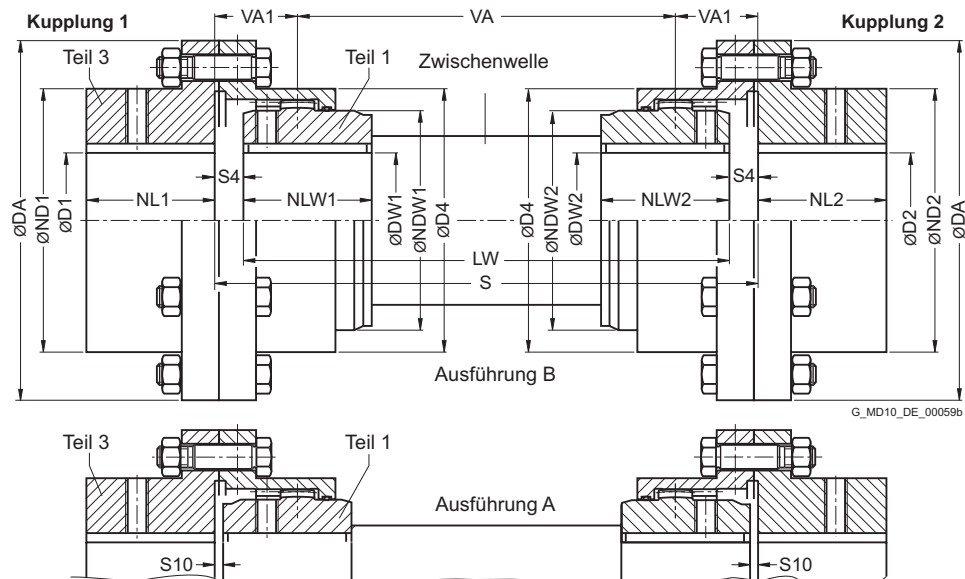 VA1 VA VA1
Kupplung 1 Kupplung 2
Teil 3 Teil 1 Zwischenwelle
S4 S4
NL1 NLW1 NLW2 NL2
ØDA ØND1 ØD1 ØDW1 ØNDW1 ØD4 ØD4 ØNDW2 ØDW2 ØD2 ØND2 ØDA
LW
S
Ausführung B
G_MD10_DE_00059b
Teil 3 Teil 1
Ausführung A
S10 S10